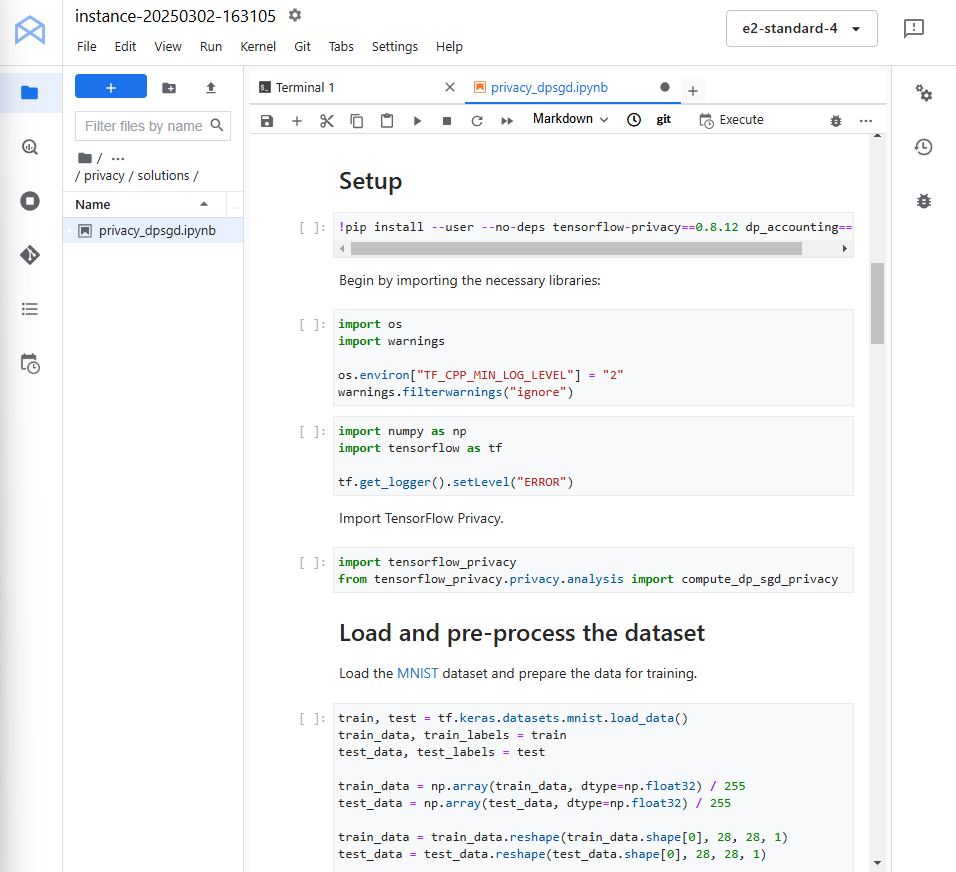 instance-20250302-163105
File Edit View Run Kernel Git Tabs Settings Help
e2-standard-4
+
Filter files by name
/ ...
/ privacy / solutions /
Name
privacy_dpsgd.ipynb
Terminal 1
privacy_dpsgd.ipynb
Markdown
git
Execute
Setup
[ ]: !pip install --user --no-deps tensorflow-privacy==0.8.12 dp_accounting==
Begin by importing the necessary libraries:
[ ]: import os
import warnings
os.environ["TF_CPP_MIN_LOG_LEVEL"] = "2"
warnings.filterwarnings("ignore")
[ ]: import numpy as np
import tensorflow as tf
tf.get_logger().setLevel("ERROR")
Import TensorFlow Privacy.
[ ]: import tensorflow_privacy
from tensorflow_privacy.privacy.analysis import compute_dp_sgd_privacy
Load and pre-process the dataset
Load the MNIST dataset and prepare the data for training.
[ ]: train, test = tf.keras.datasets.mnist.load_data()
train_data, train_labels = train
test_data, test_labels = test
train_data = np.array(train_data, dtype=np.float32) / 255
test_data = np.array(test_data, dtype=np.float32) / 255
train_data = train_data.reshape(train_data.shape[0], 28, 28, 1)
test_data = test_data.reshape(test_data.shape[0], 28, 28, 1)